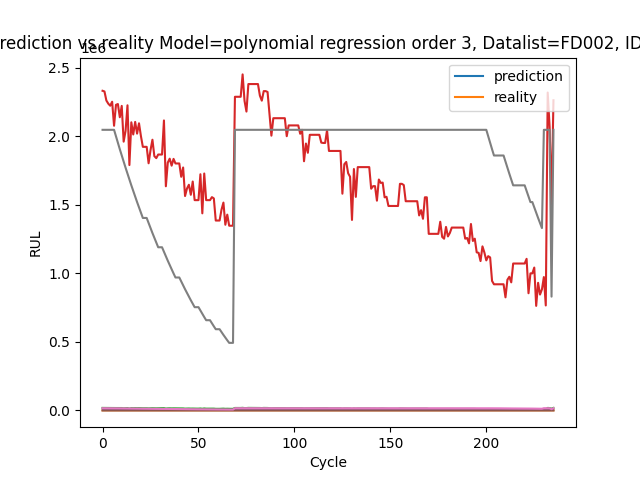 rediction vs reality Model=polynomial regression order 3, Datalist=FD002, ID
1e6
2.5
2.0
1.5
1.0
0.5
0.0
RUL
prediction
reality
0 50 100 150 200
Cycle